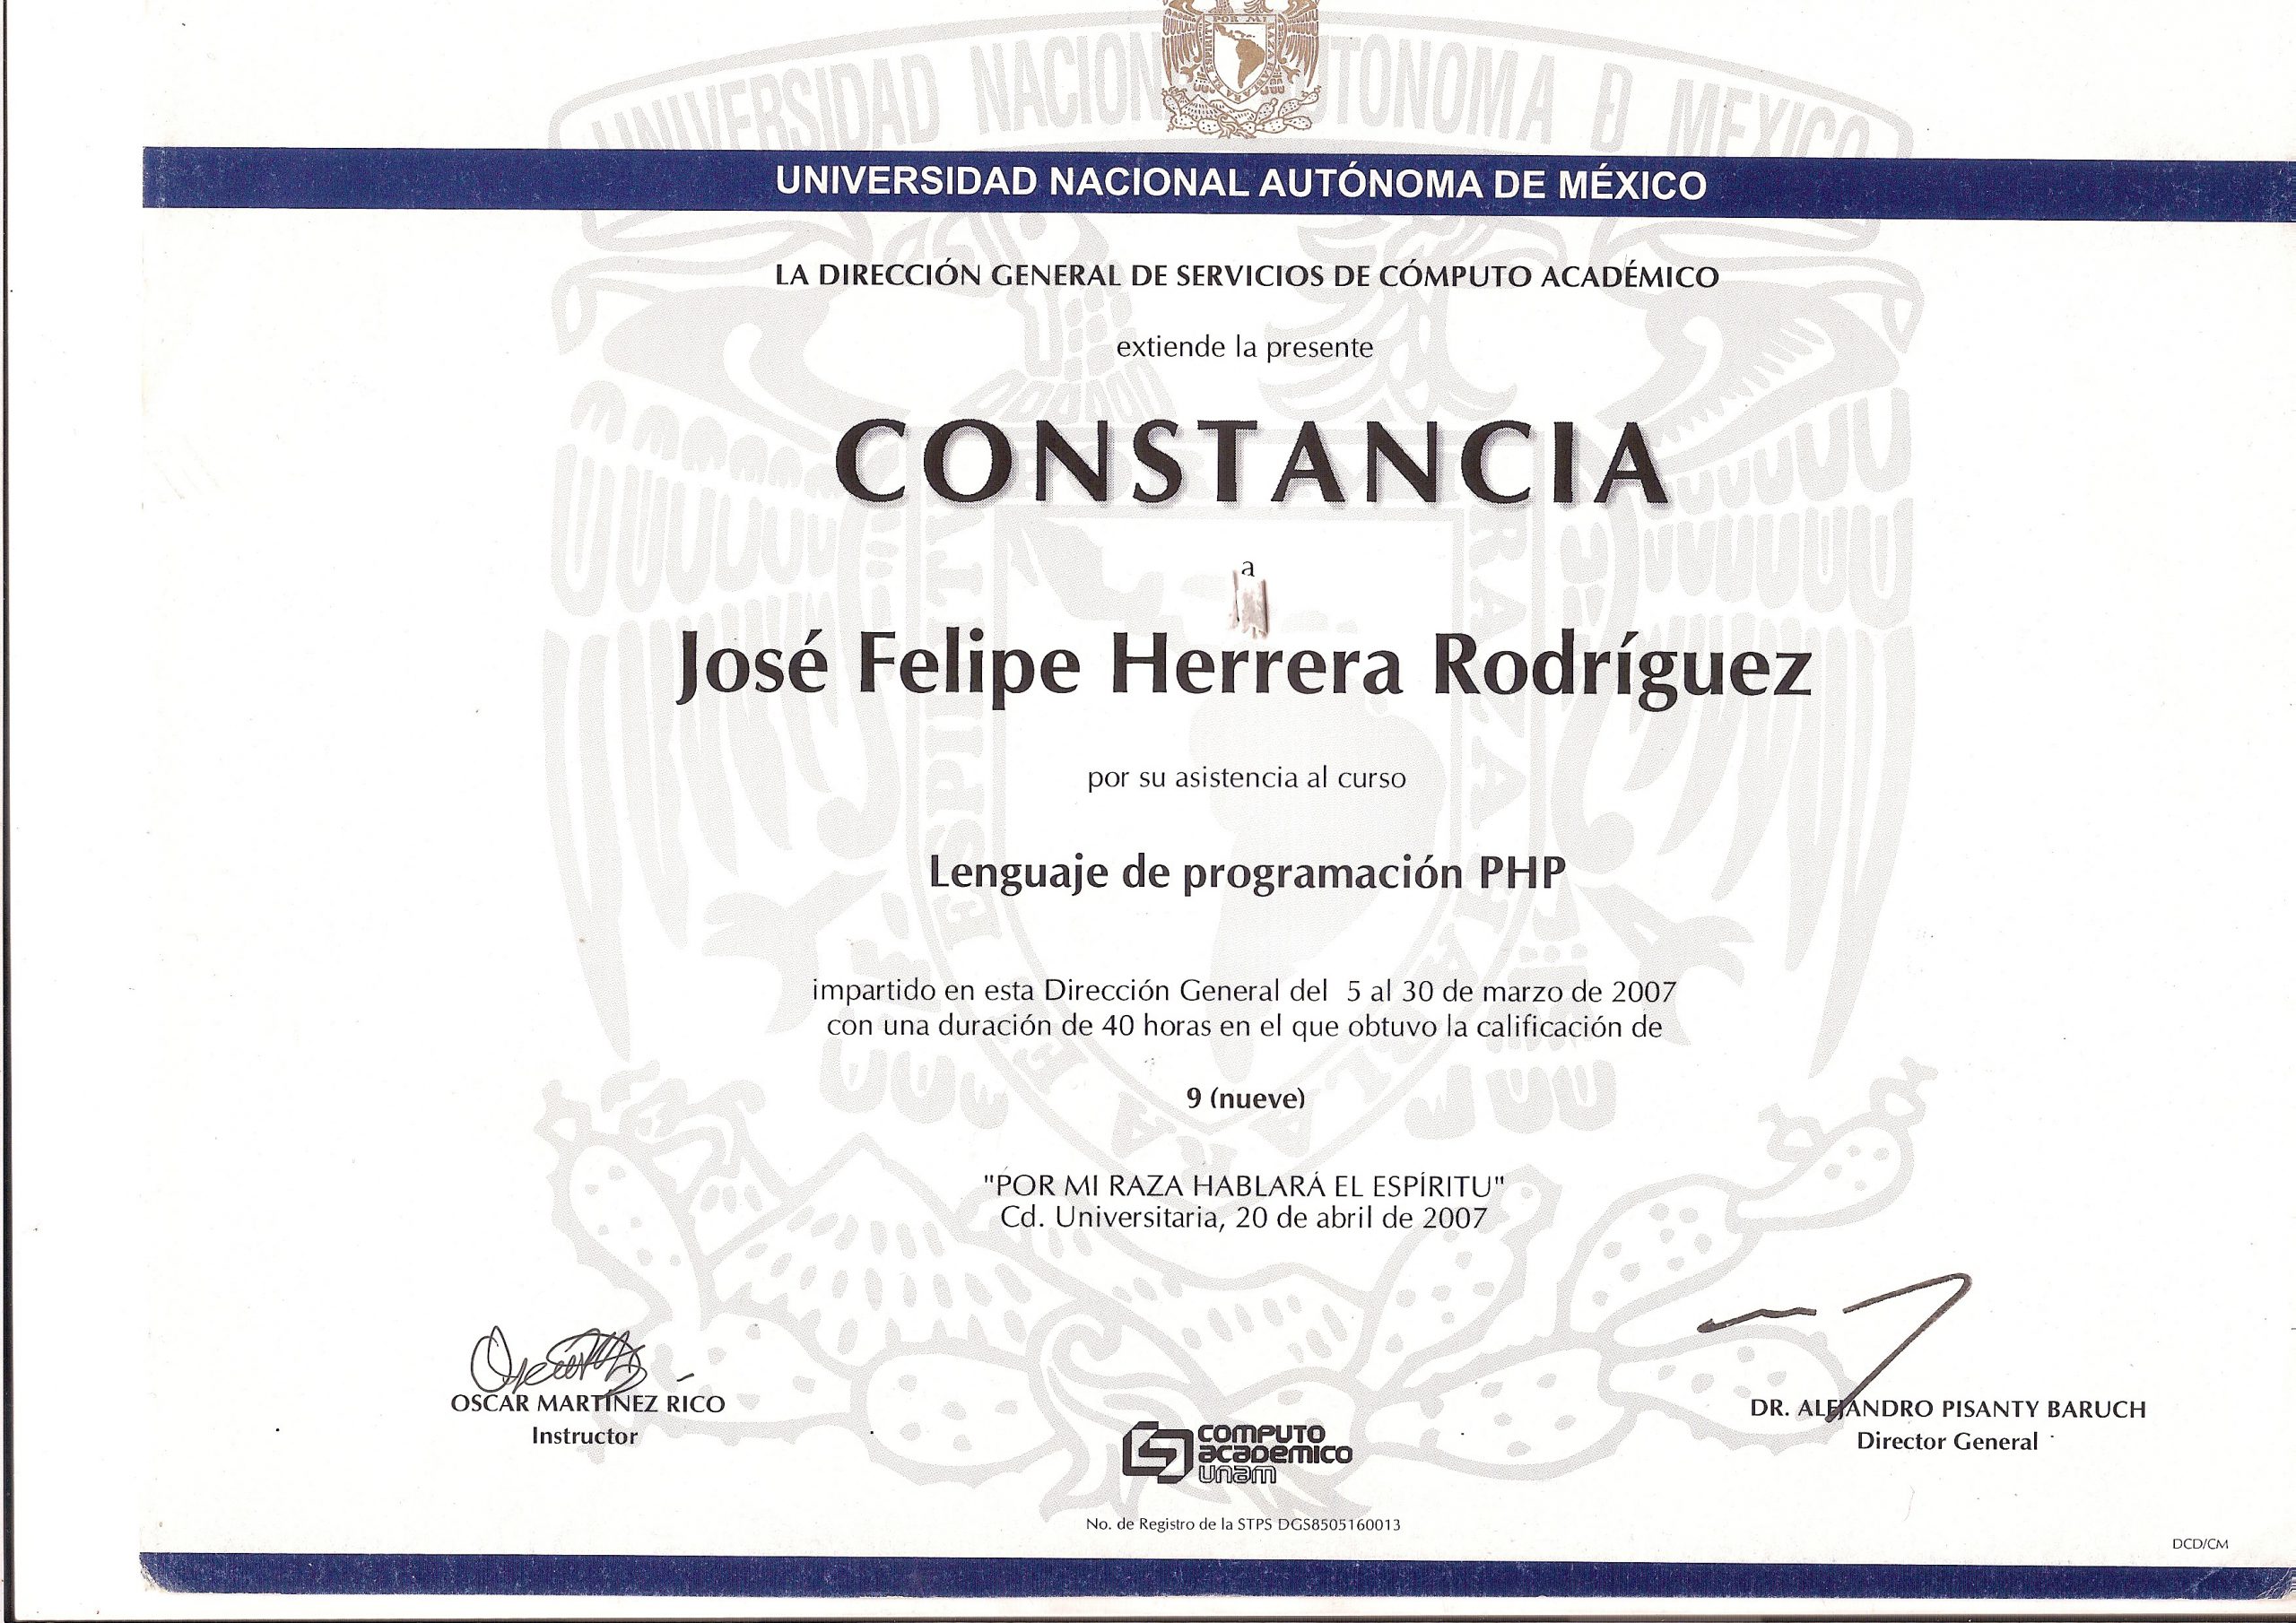 UNIVERSIDAD NACIONAL AUTÓNOMA DE MÉXICO
LA DIRECCIÓN GENERAL DE SERVICIOS DE CÓMPUTO ACADÉMICO
extiende la presente
CONSTANCIA
a
José Felipe Herrera Rodríguez
por su asistencia al curso
Lenguaje de programación PHP
impartido en esta Dirección General del 5 al 30 de marzo de 2007
con una duración de 40 horas en el que obtuvo la calificación de
9 (nueve)
"POR MI RAZA HABLARÁ EL ESPÍRITU"
Cd. Universitaria, 20 de abril de 2007
OSCAR MARTÍNEZ RICO
Instructor
DR. ALEJANDRO PISANTY BARUCH
Director General
COMPUTO
ACADEMICO
UNAM
No. de Registro de la STPS DGS8505160013
DCD/CM